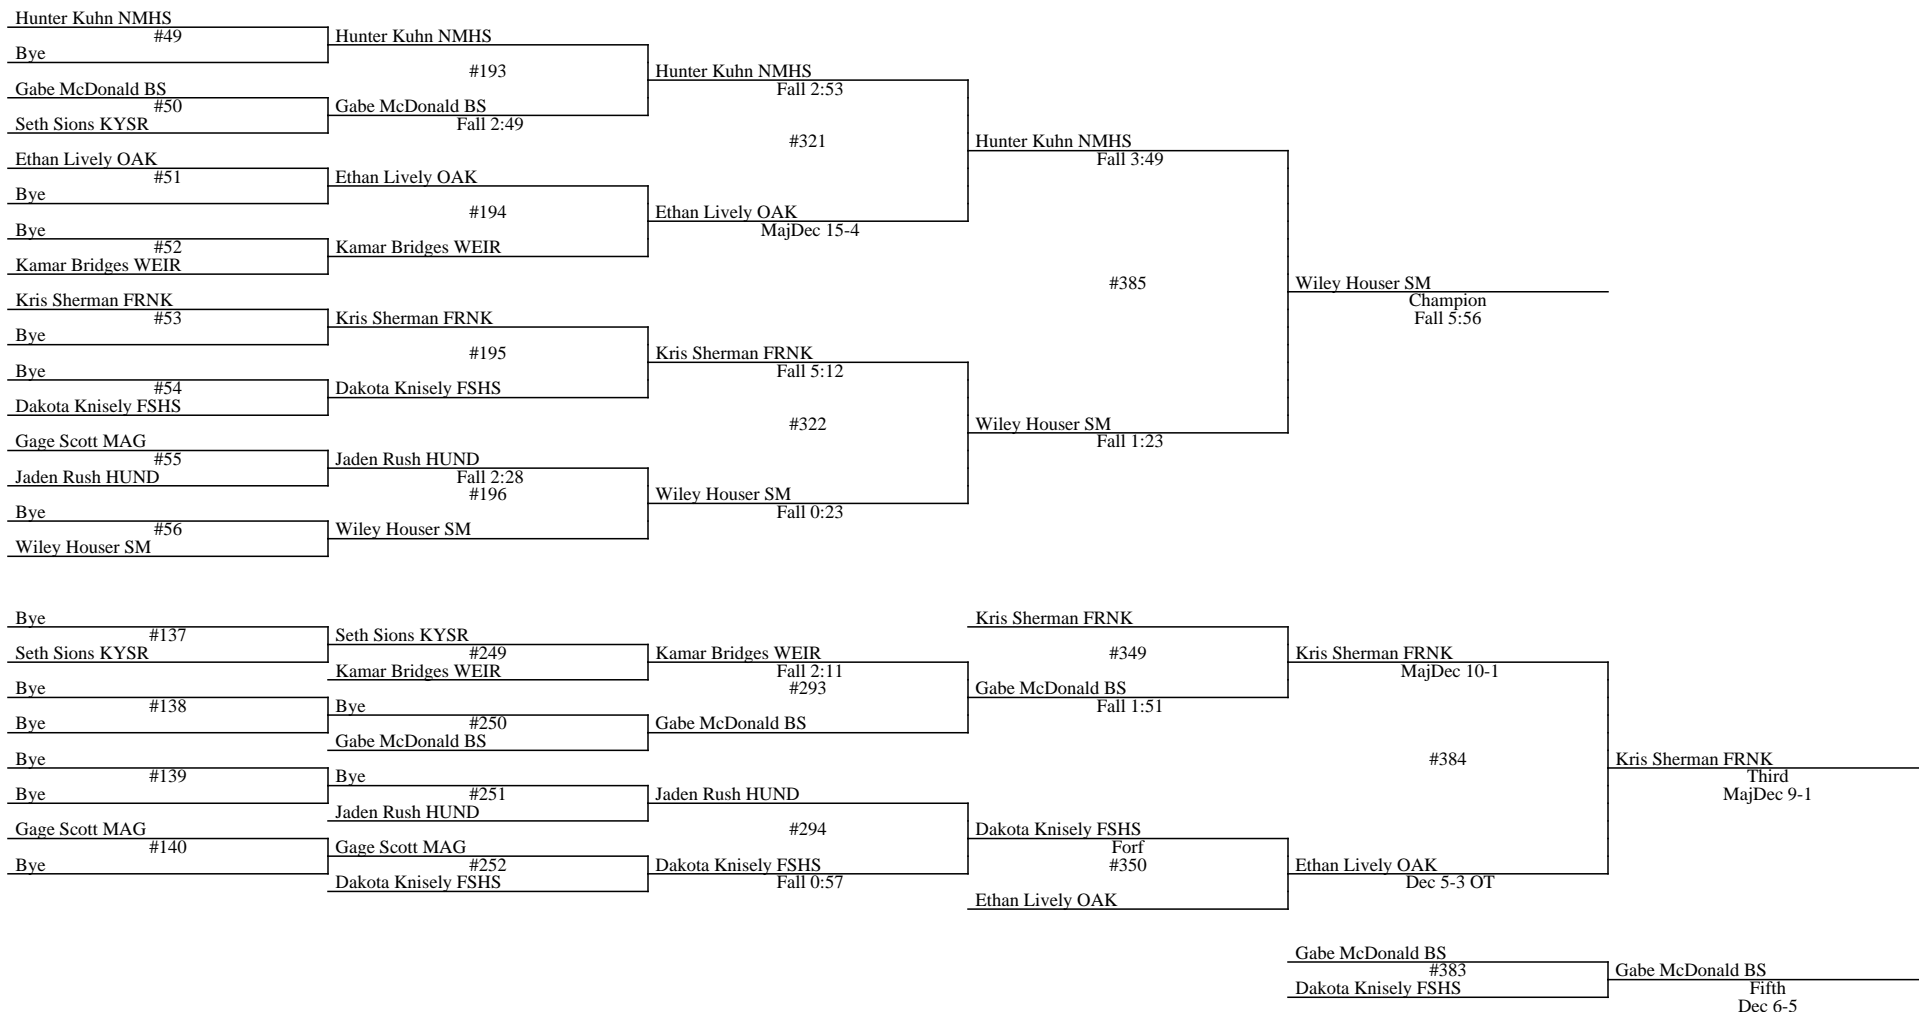 Hunter Kuhn NMHS
#49
Bye
Gabe McDonald BS
#50
Seth Sions KYSR
Ethan Lively OAK
#51
Bye
Bye
#52
Kamar Bridges WEIR
Kris Sherman FRNK
#53
Bye
Bye
#54
Dakota Knisely FSHS
Gage Scott MAG
#55
Jaden Rush HUND
Bye
#56
Wiley Houser SM
Hunter Kuhn NMHS
#193
Gabe McDonald BS
Fall 2:49
Ethan Lively OAK
#194
Kamar Bridges WEIR
Kris Sherman FRNK
#195
Dakota Knisely FSHS
Jaden Rush HUND
Fall 2:28
#196
Wiley Houser SM
Hunter Kuhn NMHS
Fall 2:53
#321
Ethan Lively OAK
MajDec 15-4
Kris Sherman FRNK
Fall 5:12
#322
Wiley Houser SM
Fall 0:23
Hunter Kuhn NMHS
Fall 3:49
#385
Wiley Houser SM
Fall 1:23
Wiley Houser SM
Champion
Fall 5:56
Bye
#137
Seth Sions KYSR
Bye
#138
Bye
Bye
#139
Bye
Gage Scott MAG
#140
Bye
Seth Sions KYSR
#249
Kamar Bridges WEIR
Bye
#250
Gabe McDonald BS
Bye
#251
Jaden Rush HUND
Gage Scott MAG
#252
Dakota Knisely FSHS
Kamar Bridges WEIR
Fall 2:11
#293
Gabe McDonald BS
Jaden Rush HUND
#294
Dakota Knisely FSHS
Fall 0:57
Kris Sherman FRNK
#349
Gabe McDonald BS
Fall 1:51
Dakota Knisely FSHS
Forf
#350
Ethan Lively OAK
Kris Sherman FRNK
MajDec 10-1
#384
Ethan Lively OAK
Dec 5-3 OT
Kris Sherman FRNK
Third
MajDec 9-1
Gabe McDonald BS
#383
Dakota Knisely FSHS
Gabe McDonald BS
Fifth
Dec 6-5